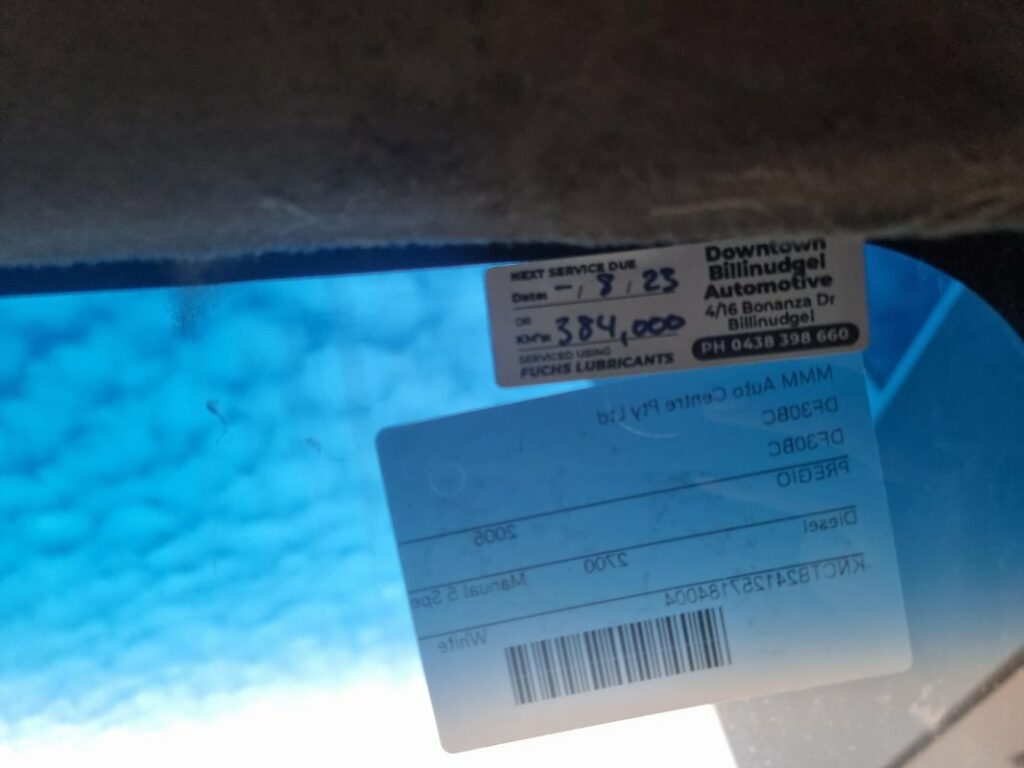 NEXT SERVICE DUE
Date: - / 8 / 23
OR
KM's: 384,000
SERVICED USING
FUCHS LUBRICANTS
Downtown
Billinudgel
Automotive
4/16 Bonanza Dr
Billinudgel
PH 0438 398 660
MMM Auto Centre Pty Ltd
DF30BC
DF30BC
PREGIO
2006
Diesel
2700
Manual 5 Spe
KNCTB241257184004
White